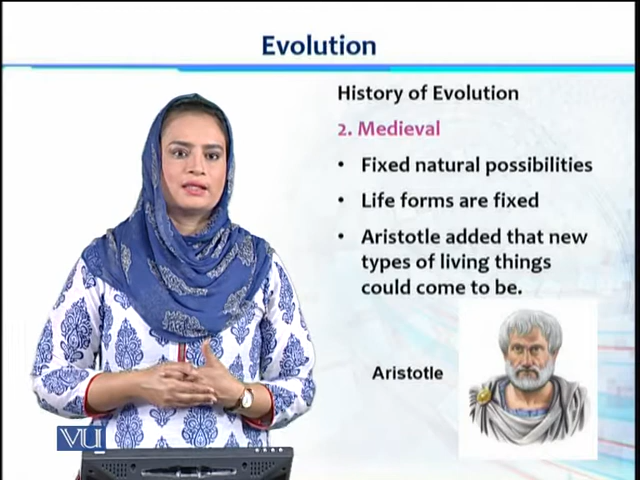 Evolution
History of Evolution
2. Medieval
• Fixed natural possibilities
• Life forms are fixed
• Aristotle added that new
types of living things
could come to be.
Aristotle
VU